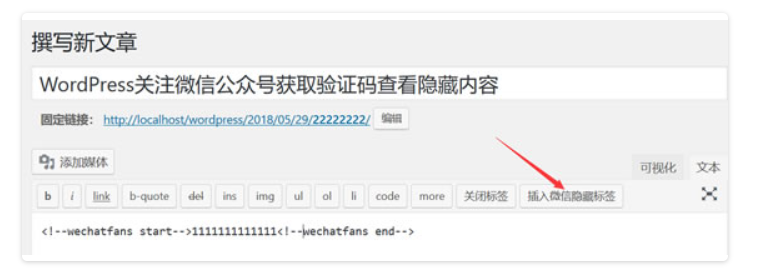 撰写新文章
WordPress关注微信公众号获取验证码查看隐藏内容
固定链接： http://localhost/wordpress/2018/05/29/22222222/ 编辑
添加媒体
可视化 文本
b i link b-quote del ins img ul ol li code more 关闭标签 插入微信隐藏标签
<!--wechatfans start-->1111111111111<!--wechatfans end-->